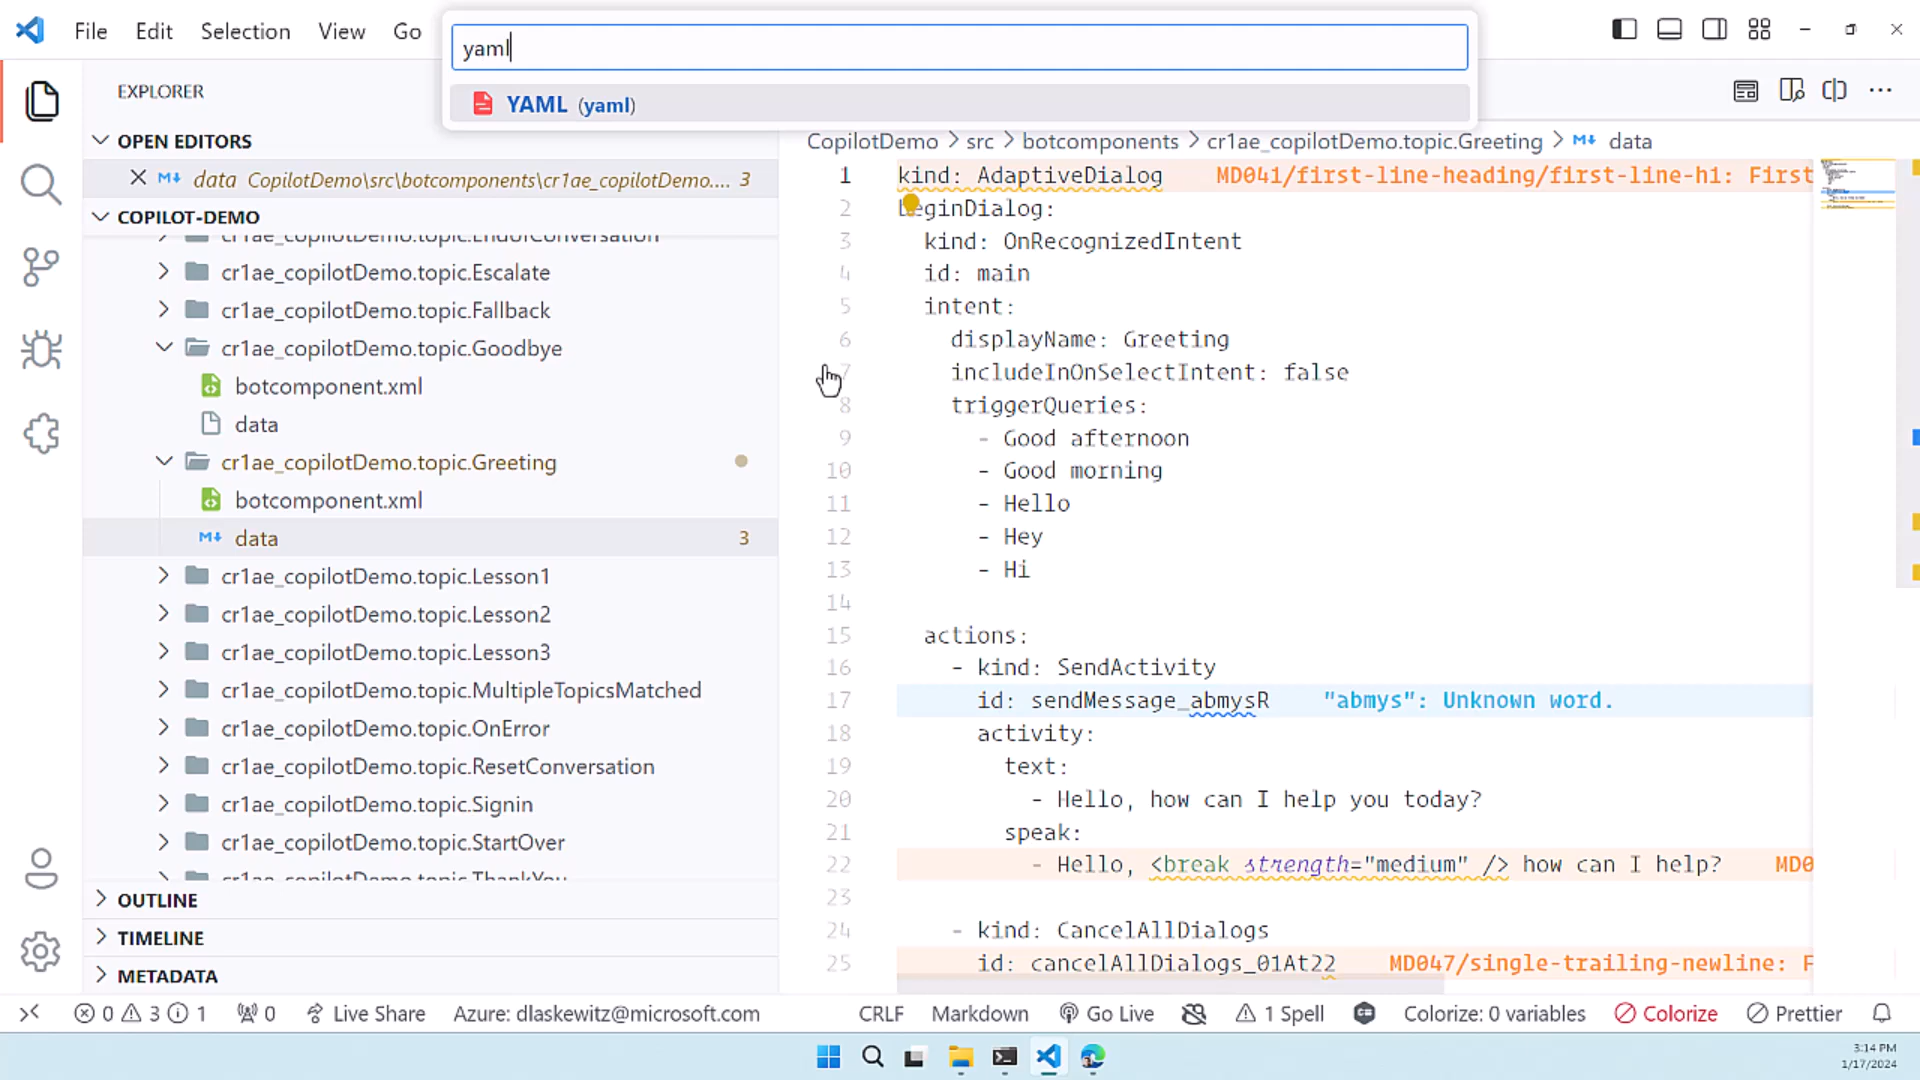 File Edit Selection View Go
yaml
YAML (yaml)
EXPLORER
OPEN EDITORS
data CopilotDemo\src\botcomponents\cr1ae_copilotDemo.... 3
COPILOT-DEMO
cr1ae_copilotDemo.topic.EndofConversation
cr1ae_copilotDemo.topic.Escalate
cr1ae_copilotDemo.topic.Fallback
cr1ae_copilotDemo.topic.Goodbye
botcomponent.xml
data
cr1ae_copilotDemo.topic.Greeting
botcomponent.xml
data 3
cr1ae_copilotDemo.topic.Lesson1
cr1ae_copilotDemo.topic.Lesson2
cr1ae_copilotDemo.topic.Lesson3
cr1ae_copilotDemo.topic.MultipleTopicsMatched
cr1ae_copilotDemo.topic.OnError
cr1ae_copilotDemo.topic.ResetConversation
cr1ae_copilotDemo.topic.Signin
cr1ae_copilotDemo.topic.StartOver
cr1ae_copilotDemo.topic.ThankYou
OUTLINE
TIMELINE
METADATA
CopilotDemo > src > botcomponents > cr1ae_copilotDemo.topic.Greeting > data
1 kind: AdaptiveDialog MD041/first-line-heading/first-line-h1: First
2 beginDialog:
3 kind: OnRecognizedIntent
4 id: main
5 intent:
6 displayName: Greeting
7 includeInOnSelectIntent: false
8 triggerQueries:
9 - Good afternoon
10 - Good morning
11 - Hello
12 - Hey
13 - Hi
14
15 actions:
16 - kind: SendActivity
17 id: sendMessage_abmysR "abmys": Unknown word.
18 activity:
19 text:
20 - Hello, how can I help you today?
21 speak:
22 - Hello, <break strength="medium" /> how can I help? MD0
23
24 - kind: CancelAllDialogs
25 id: cancelAllDialogs_01At22 MD047/single-trailing-newline: F
0 3 1 0 Live Share Azure: dlaskewitz@microsoft.com CRLF Markdown Go Live 1 Spell Colorize: 0 variables Colorize Prettier
3:14 PM
1/17/2024